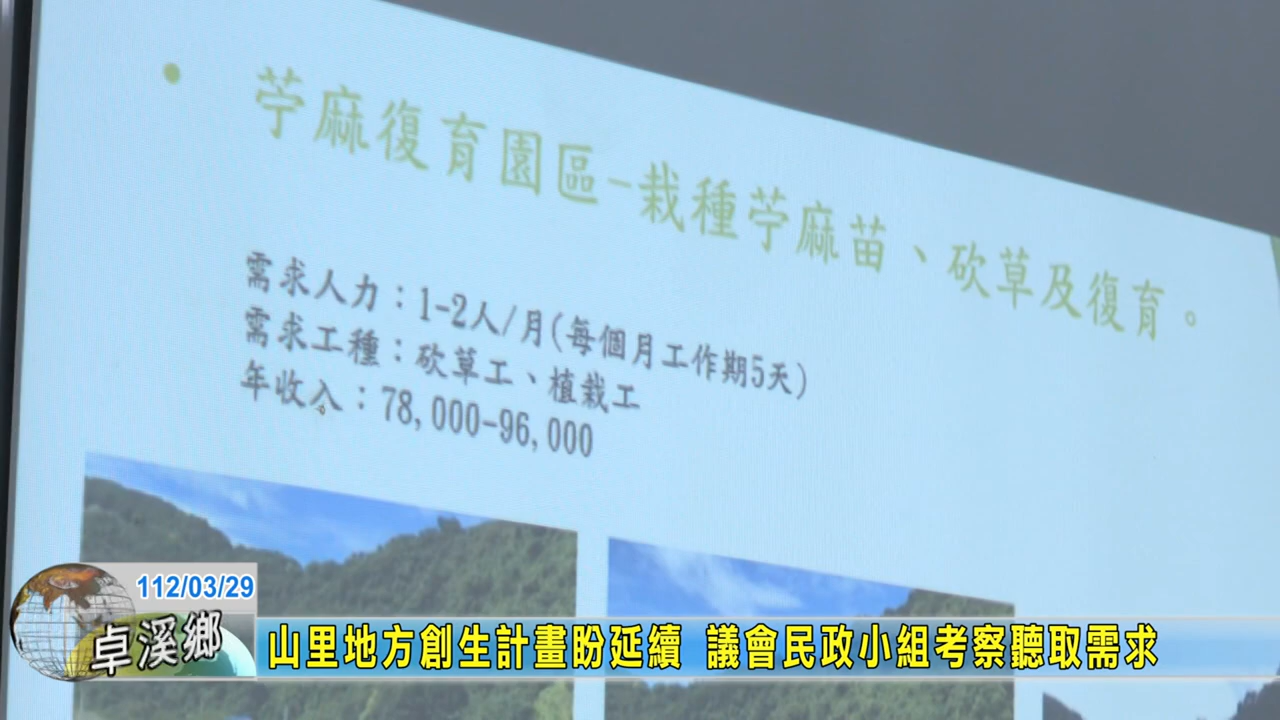 • 苧麻復育園區-栽種苧麻苗、砍草及復育。
需求人力：1-2人/月(每個月工作期5天)
需求工種：砍草工、植栽工
年收入：78,000-96,000
112/03/29
卓溪鄉
山里地方創生計畫盼延續 議會民政小組考察聽取需求